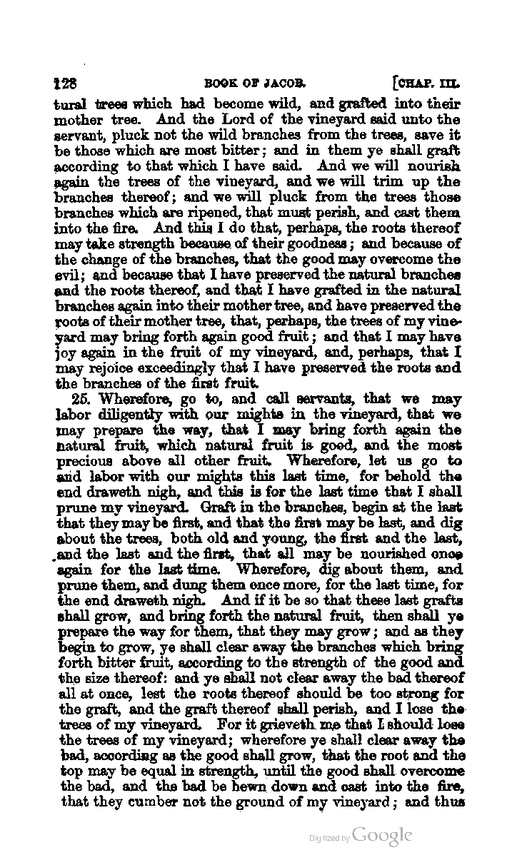 128 BOOK OF JACOB. [CHAP. III.
tural trees which had become wild, and grafted into their
mother tree. And the Lord of the vineyard said unto the
servant, pluck not the wild branches from the trees, save it
be those which are most bitter; and in them ye shall graft
according to that which I have said. And we will nourish
again the trees of the vineyard, and we will trim up the
branches thereof; and we will pluck from the trees those
branches which are ripened, that must perish, and cast them
into the fire. And this I do that, perhaps, the roots thereof
may take strength because of their goodness; and because of
the change of the branches, that the good may overcome the
evil; and because that I have preserved the natural branches
and the roots thereof, and that I have grafted in the natural
branches again into their mother tree, and have preserved the
roots of their mother tree, that, perhaps, the trees of my vine-
yard may bring forth again good fruit; and that I may have
joy again in the fruit of my vineyard, and, perhaps, that I
may rejoice exceedingly that I have preserved the roots and
the branches of the first fruit.
25. Wherefore, go to, and call servants, that we may
labor diligently with our mights in the vineyard, that we
may prepare the way, that I may bring forth again the
natural fruit, which natural fruit is good, and the most
precious above all other fruit. Wherefore, let us go to
and labor with our mights this last time, for behold the
end draweth nigh, and this is for the last time that I shall
prune my vineyard. Graft in the branches, begin at the last
that they may be first, and that the first may be last, and dig
about the trees, both old and young, the first and the last,
and the last and the first, that all may be nourished once
again for the last time. Wherefore, dig about them, and
prune them, and dung them once more, for the last time, for
the end draweth nigh. And if it be so that these last grafts
shall grow, and bring forth the natural fruit, then shall ye
prepare the way for them, that they may grow; and as they
begin to grow, ye shall clear away the branches which bring
forth bitter fruit, according to the strength of the good and
the size thereof: and ye shall not clear away the bad thereof
all at once, lest the roots thereof should be too strong for
the graft, and the graft thereof shall perish, and I lose the
trees of my vineyard. For it grieveth me that I should lose
the trees of my vineyard; wherefore ye shall clear away the
bad, according as the good shall grow, that the root and the
top may be equal in strength, until the good shall overcome
the bad, and the bad be hewn down and cast into the fire,
that they cumber not the ground of my vineyard; and thus
Digitized by Google